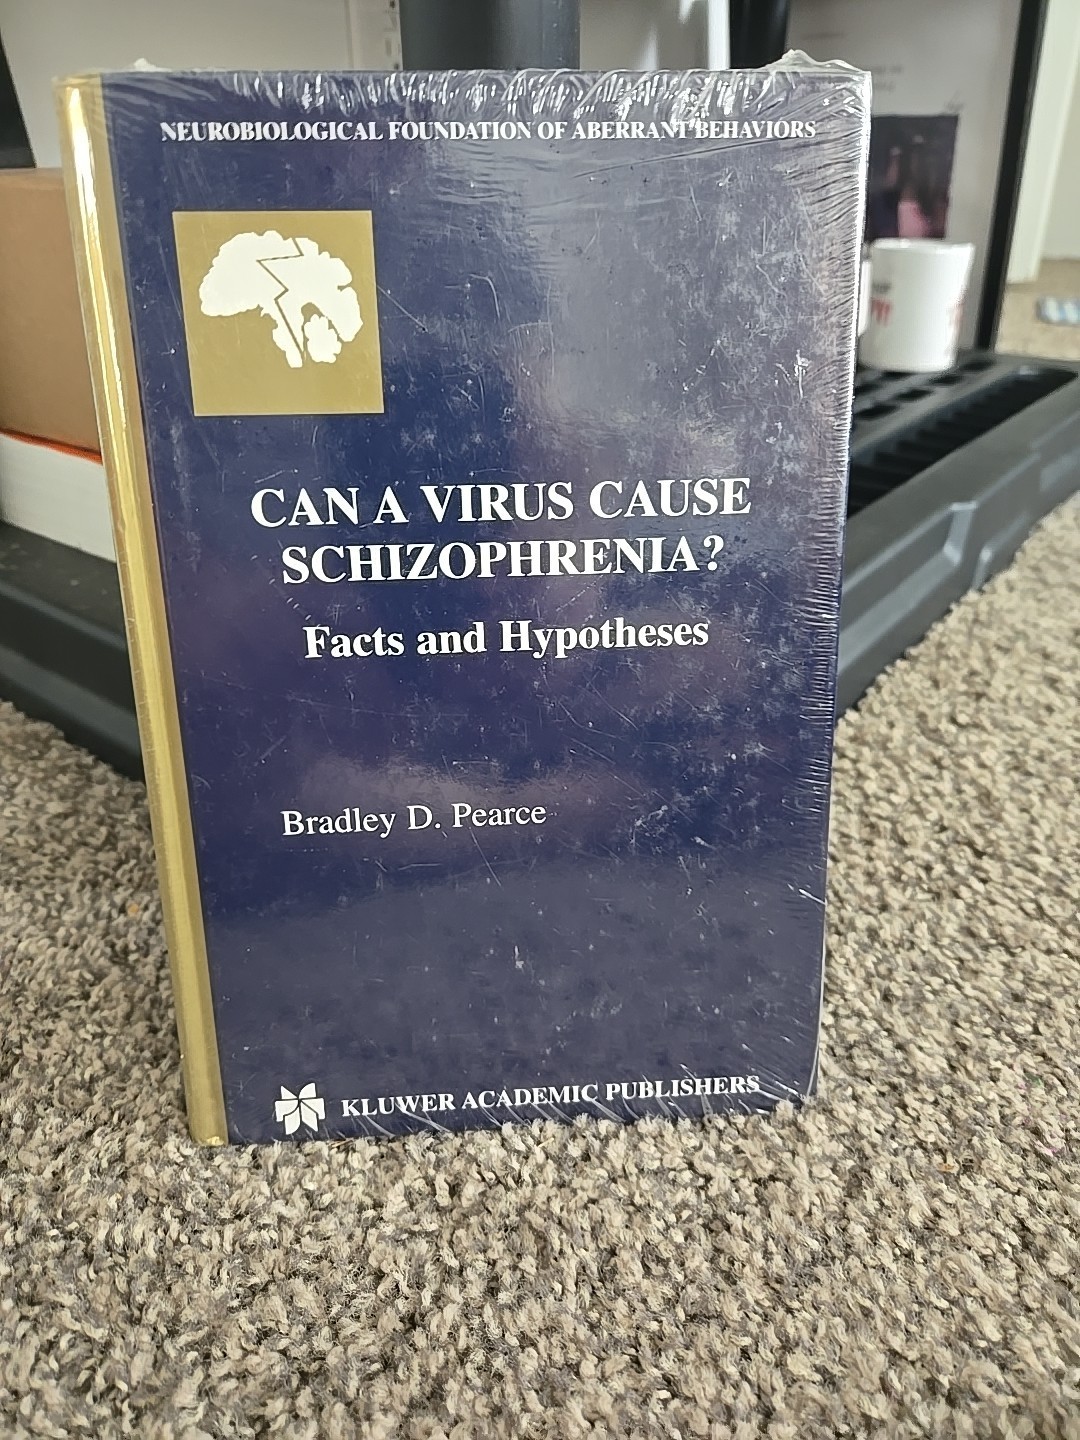 NEUROBIOLOGICAL FOUNDATION OF ABERRANT BEHAVIORS
CAN A VIRUS CAUSE
SCHIZOPHRENIA?
Facts and Hypotheses
Bradley D. Pearce
KLUWER ACADEMIC PUBLISHERS